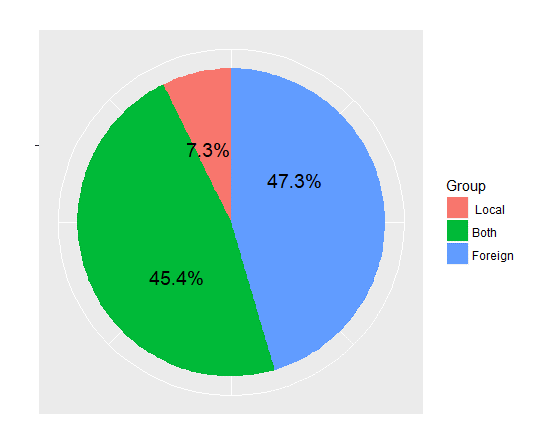 7.3%
47.3%
45.4%
Group
Local
Both
Foreign